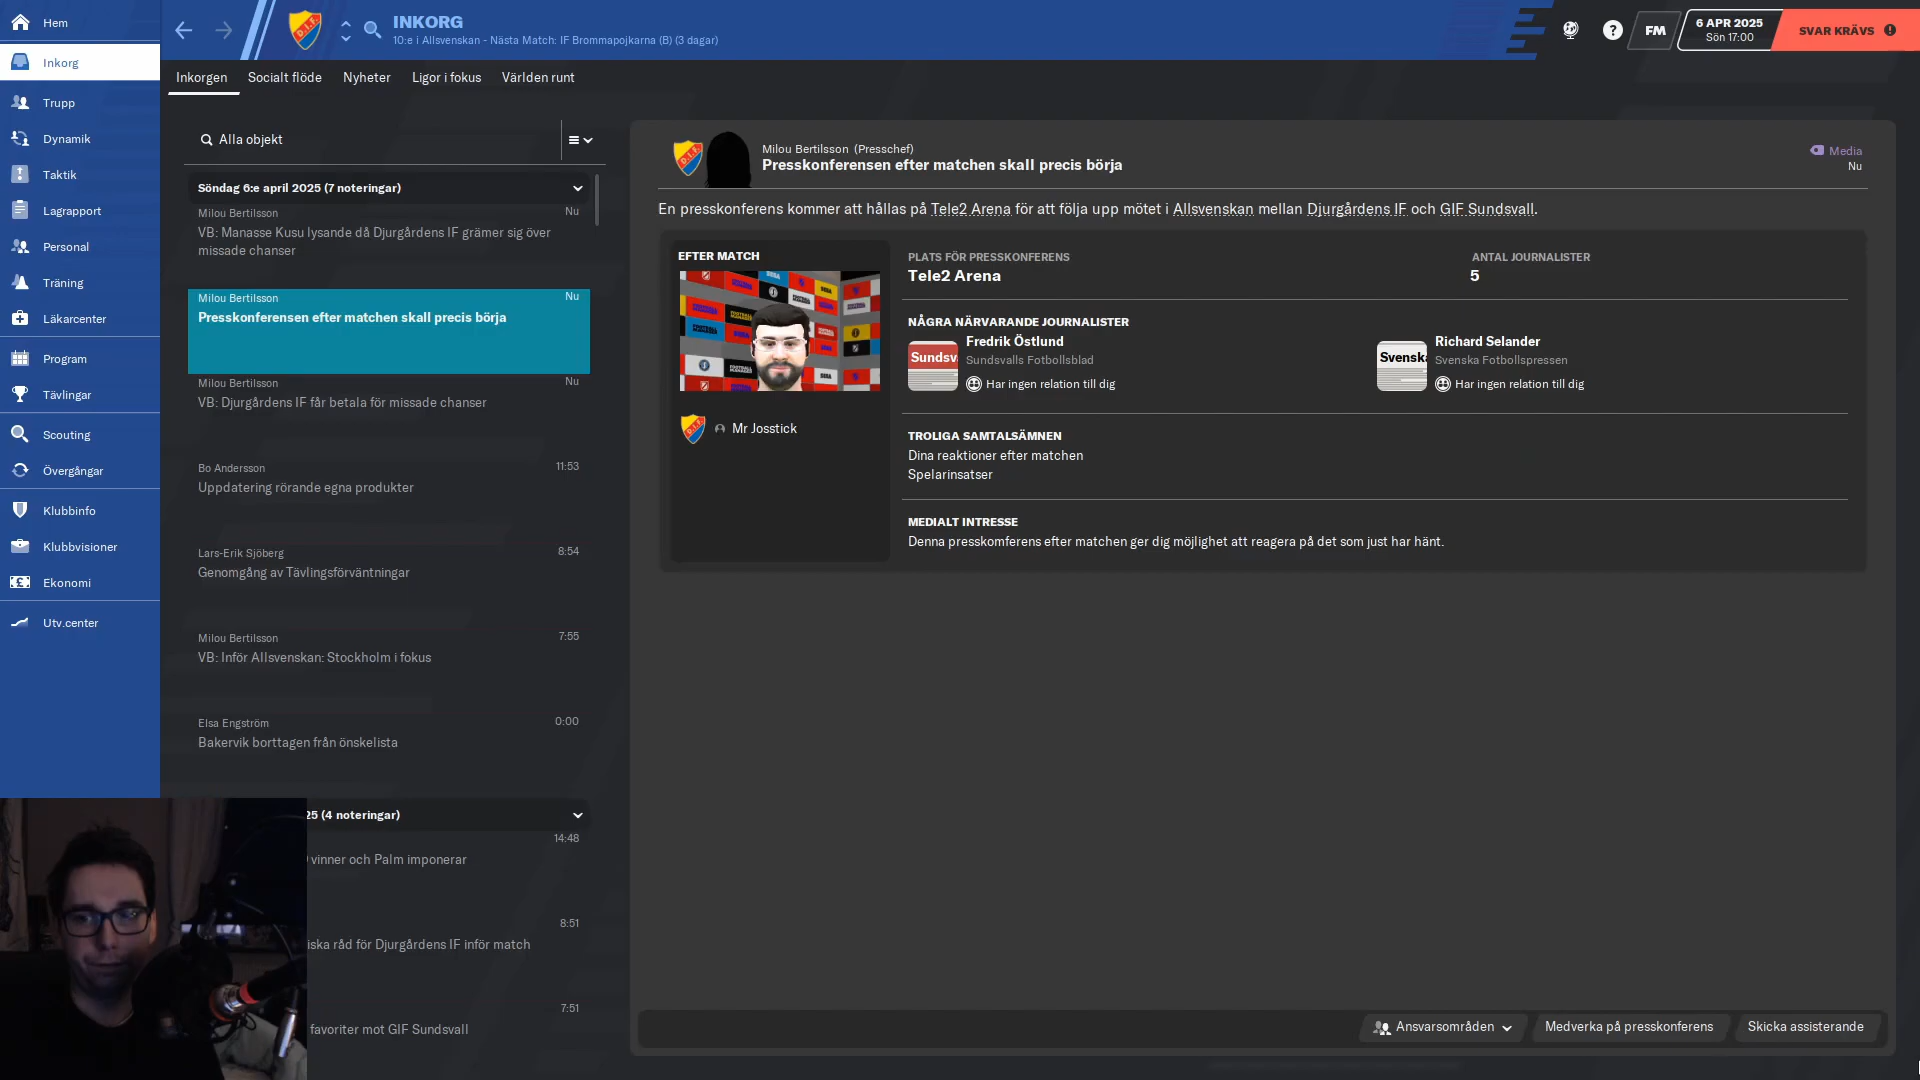 Hem
Inkorg
Trupp
Dynamik
Taktik
Lagrapport
Personal
Träning
Läkarcenter
Program
Tävlingar
Scouting
Övergångar
Klubbinfo
Klubbvisioner
Ekonomi
Utv.center
INKORG
10:e i Allsvenskan - Nästa Match: IF Brommapojkarna (B) (3 dagar)
FM
6 APR 2025
Sön 17:00
SVAR KRÄVS
Inkorgen
Socialt flöde
Nyheter
Ligor i fokus
Världen runt
Alla objekt
Söndag 6:e april 2025 (7 noteringar)
Milou Bertilsson Nu
VB: Manasse Kusu lysande då Djurgårdens IF grämer sig över
missade chanser
Milou Bertilsson Nu
Presskonferensen efter matchen skall precis börja
Milou Bertilsson Nu
VB: Djurgårdens IF får betala för missade chanser
Bo Andersson 11:53
Uppdatering rörande egna produkter
Lars-Erik Sjöberg 8:54
Genomgång av Tävlingsförväntningar
Milou Bertilsson 7:55
VB: Inför Allsvenskan: Stockholm i fokus
Elsa Engström 0:00
Bakervik borttagen från önskelista
25 (4 noteringar)
14:48
vinner och Palm imponerar
8:51
iska råd för Djurgårdens IF inför match
7:51
favoriter mot GIF Sundsvall
Milou Bertilsson (Presschef)
Presskonferensen efter matchen skall precis börja
Media
Nu
En presskonferens kommer att hållas på Tele2 Arena för att följa upp mötet i Allsvenskan mellan Djurgårdens IF och GIF Sundsvall.
EFTER MATCH
Mr Josstick
PLATS FÖR PRESSKONFERENS
Tele2 Arena
ANTAL JOURNALISTER
5
NÅGRA NÄRVARANDE JOURNALISTER
Sundsv
Fredrik Östlund
Sundsvalls Fotbollsblad
Har ingen relation till dig
Svenska
Richard Selander
Svenska Fotbollspressen
Har ingen relation till dig
TROLIGA SAMTALSÄMNEN
Dina reaktioner efter matchen
Spelarinsatser
MEDIALT INTRESSE
Denna presskomferens efter matchen ger dig möjlighet att reagera på det som just har hänt.
Ansvarsområden
Medverka på presskonferens
Skicka assisterande